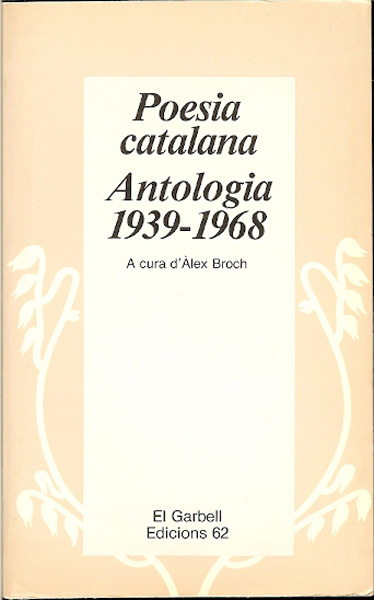 Poesia
catalana
Antologia
1939-1968
A cura d'Àlex Broch
El Garbell
Edicions 62